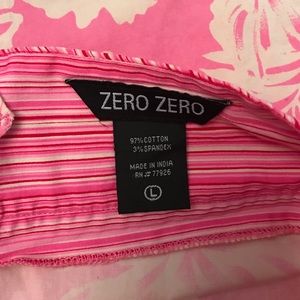 ZERO ZERO
97% COTTON
3% SPANDEX
MADE IN INDIA
RN# 77926
L